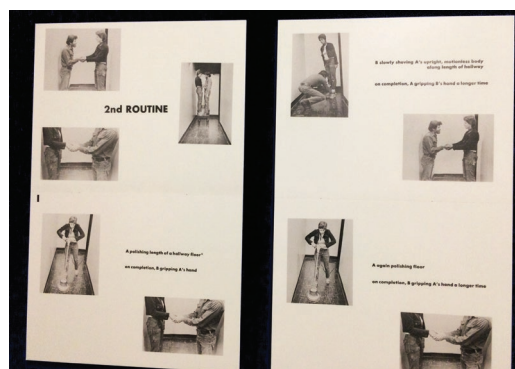 2nd ROUTINE
A polishing length of a hallway floor*
on completion, B gripping A's hand
B slowly shoving A's upright, motionless body
along length of hallway
on completion, A gripping B's hand a longer time
A again polishing floor
on completion, B gripping A's hand a longer time